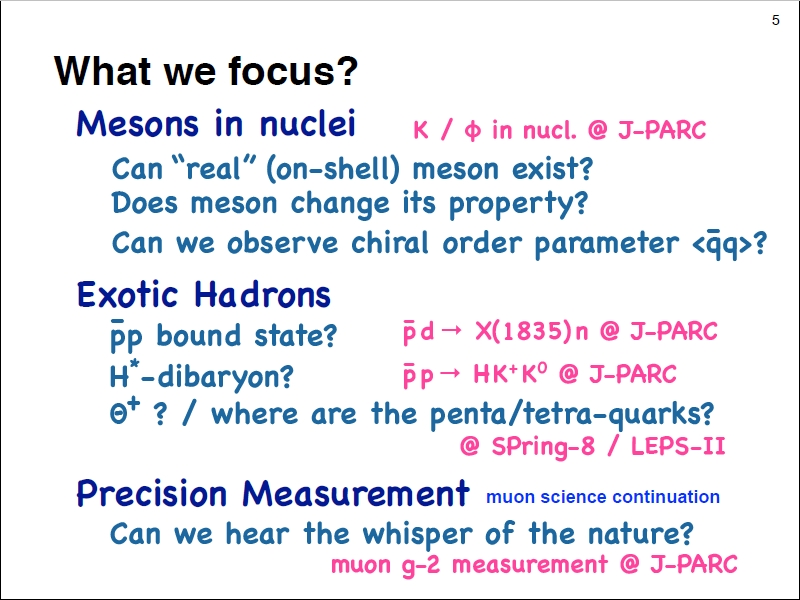 5
What we focus?
Mesons in nuclei K / φ in nucl. @ J-PARC
Can “real” (on-shell) meson exist?
Does meson change its property?
Can we observe chiral order parameter <q̄q>?
Exotic Hadrons
p̄p bound state? p̄ d → X(1835)n @ J-PARC
H*-dibaryon? p̄ p → HK⁺K⁰ @ J-PARC
Θ⁺ ? / where are the penta/tetra-quarks?
@ SPring-8 / LEPS-II
Precision Measurement muon science continuation
Can we hear the whisper of the nature?
muon g-2 measurement @ J-PARC